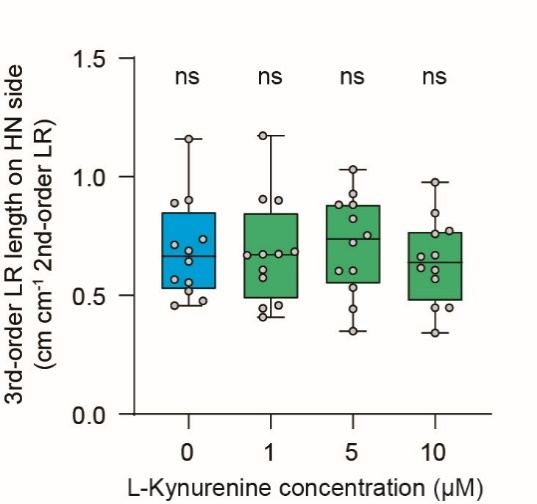 3rd-order LR length on HN side
(cm cm⁻¹ 2nd-order LR)
1.5
1.0
0.5
0.0
ns ns ns ns
0 1 5 10
L-Kynurenine concentration (µM)